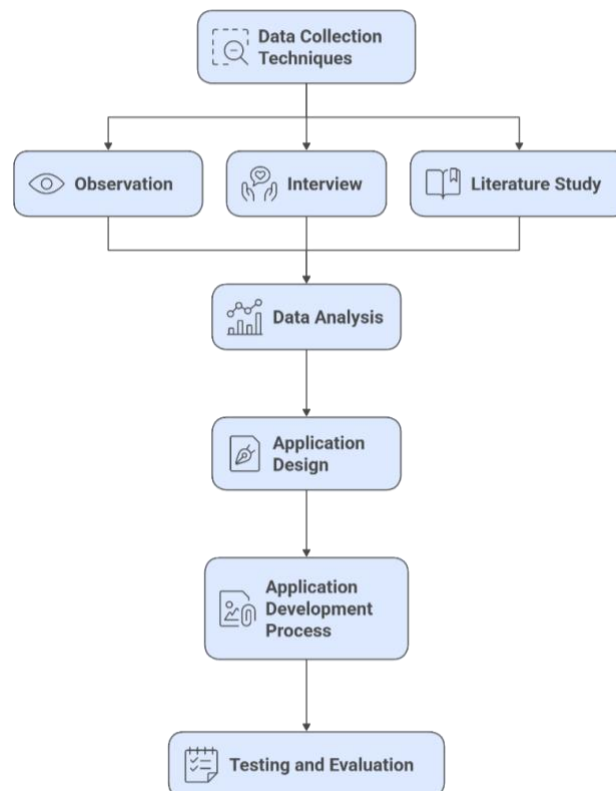 Data Collection
Techniques
Observation
Interview
Literature Study
Data Analysis
Application
Design
Application
Development
Process
Testing and Evaluation